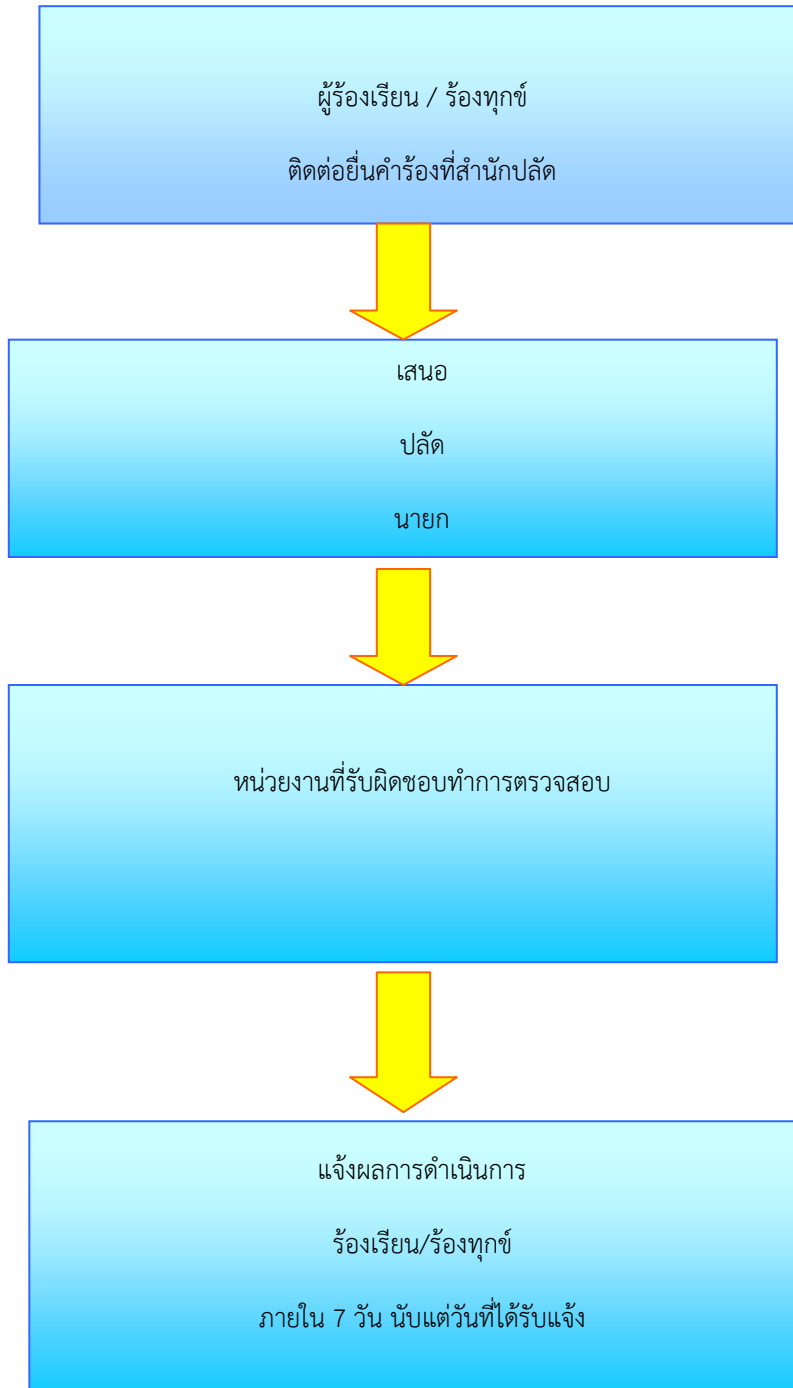 ผู้ร้องเรียน / ร้องทุกข์
ติดต่อยื่นคำร้องที่สำนักปลัด
เสนอ
ปลัด
นายก
หน่วยงานที่รับผิดชอบทำการตรวจสอบ
แจ้งผลการดำเนินการ
ร้องเรียน/ร้องทุกข์
ภายใน 7 วัน นับแต่วันที่ได้รับแจ้ง